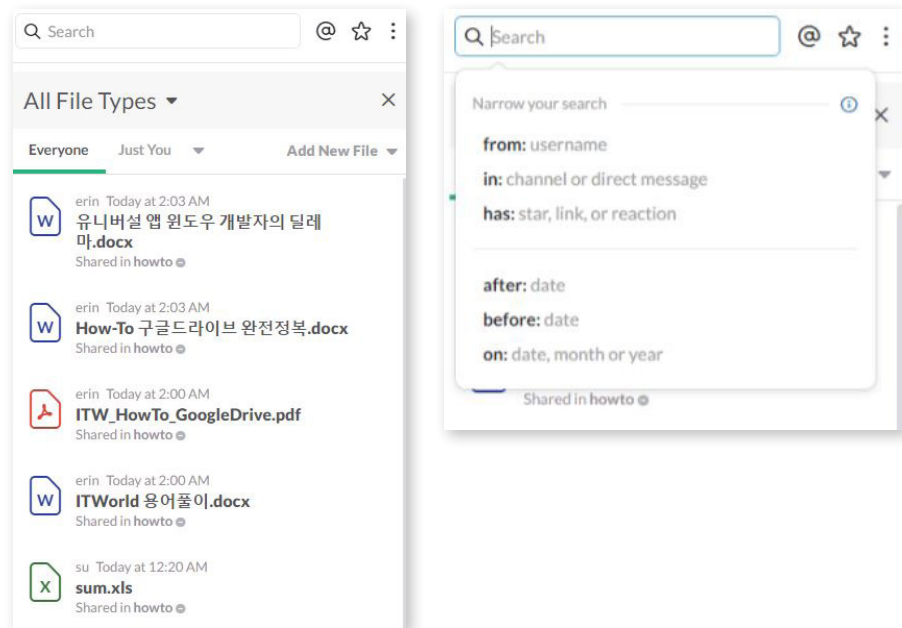 Search
All File Types
Everyone Just You Add New File
erin Today at 2:03 AM
유니버설 앱 윈도우 개발자의 딜레
마.docx
Shared in howto
erin Today at 2:03 AM
How-To 구글드라이브 완전정복.docx
Shared in howto
erin Today at 2:00 AM
ITW_HowTo_GoogleDrive.pdf
Shared in howto
erin Today at 2:00 AM
ITWorld 용어풀이.docx
Shared in howto
su Today at 12:20 AM
sum.xls
Shared in howto
Search
Narrow your search
from: username
in: channel or direct message
has: star, link, or reaction
after: date
before: date
on: date, month or year
Shared in howto